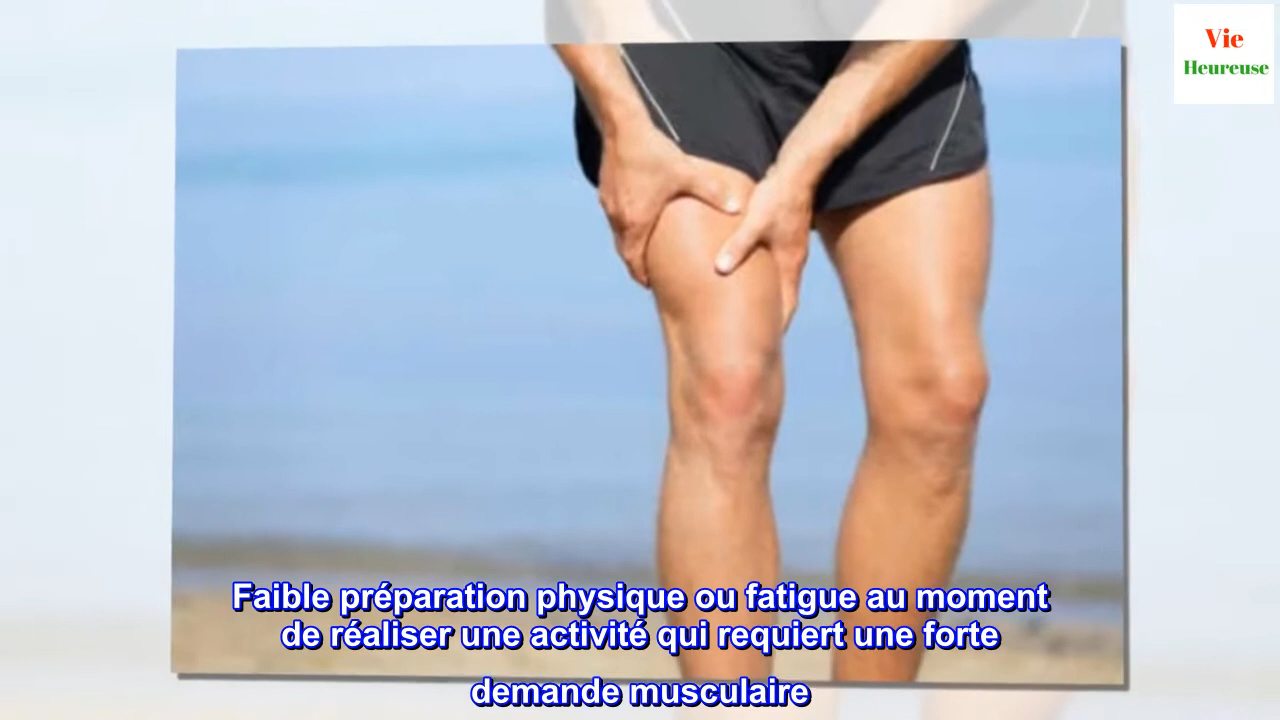 Vie
Heureuse
Faible préparation physique ou fatigue au moment
de réaliser une activité qui requiert une forte
demande musculaire